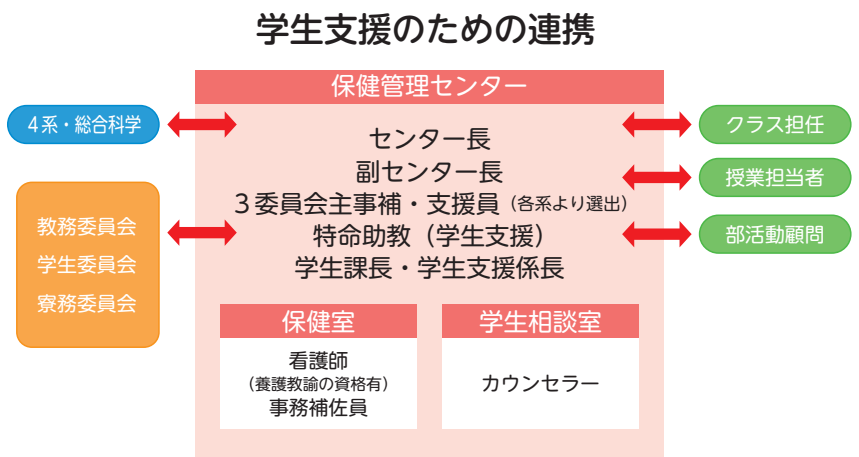 学生支援のための連携
保健管理センター
センター長
副センター長
３委員会主事補・支援員（各系より選出）
特命助教（学生支援）
学生課長・学生支援係長
保健室
看護師
（養護教諭の資格有）
事務補佐員
学生相談室
カウンセラー
４系・総合科学
教務委員会
学生委員会
寮務委員会
クラス担任
授業担当者
部活動顧問